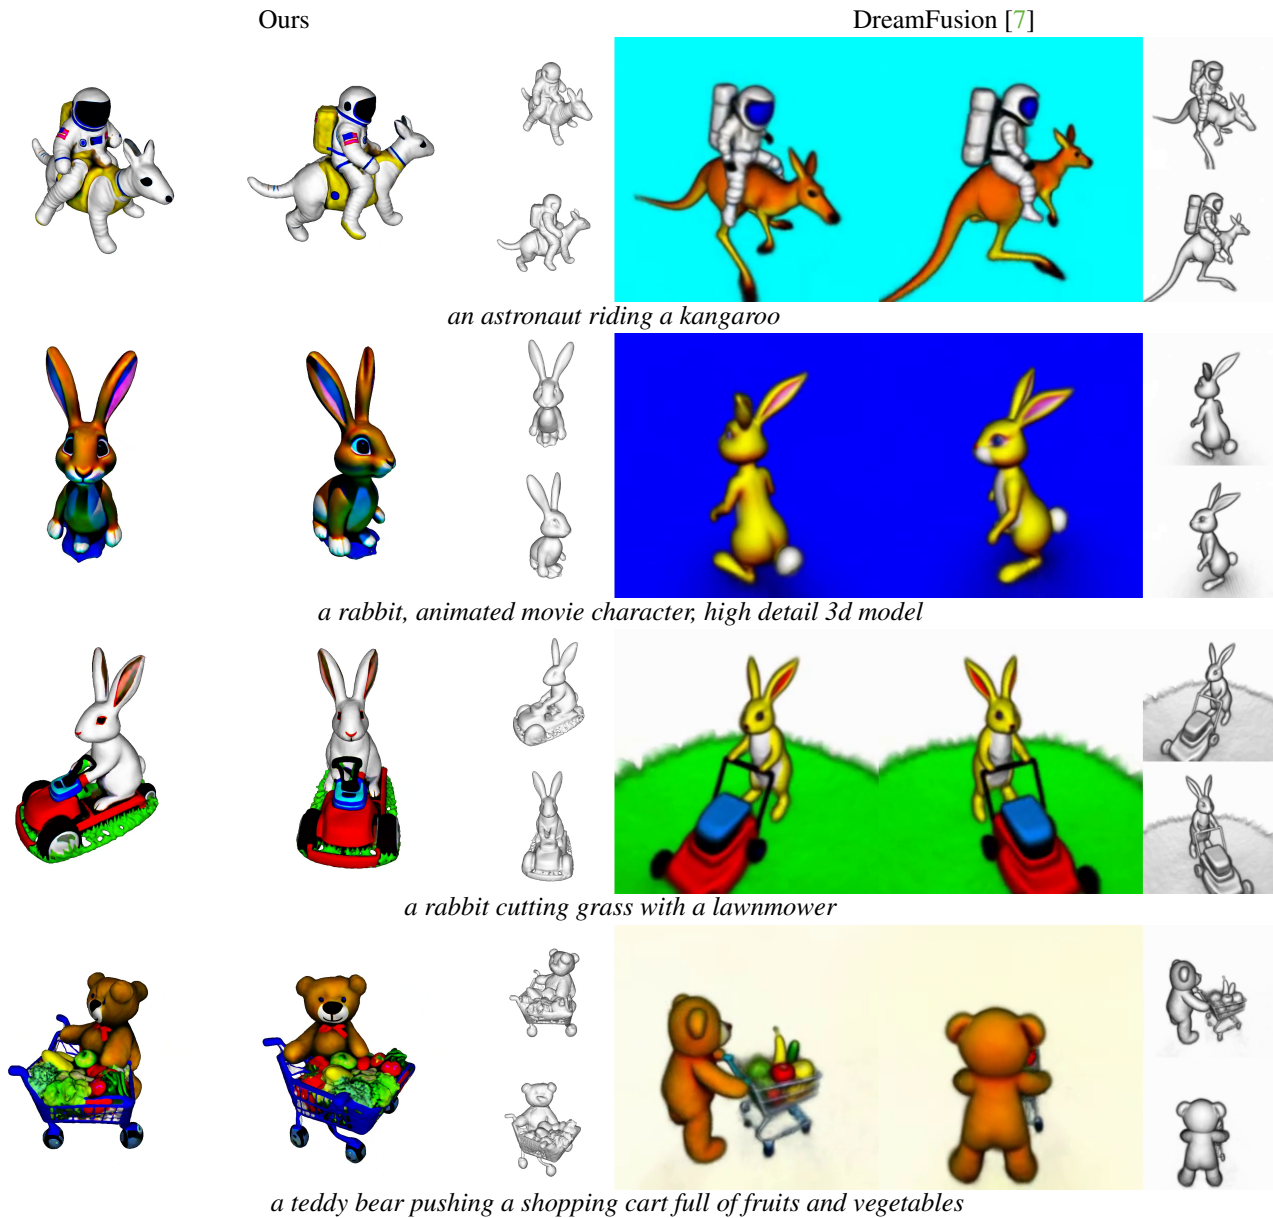 Ours
DreamFusion [7]
an astronaut riding a kangaroo
a rabbit, animated movie character, high detail 3d model
a rabbit cutting grass with a lawnmower
a teddy bear pushing a shopping cart full of fruits and vegetables